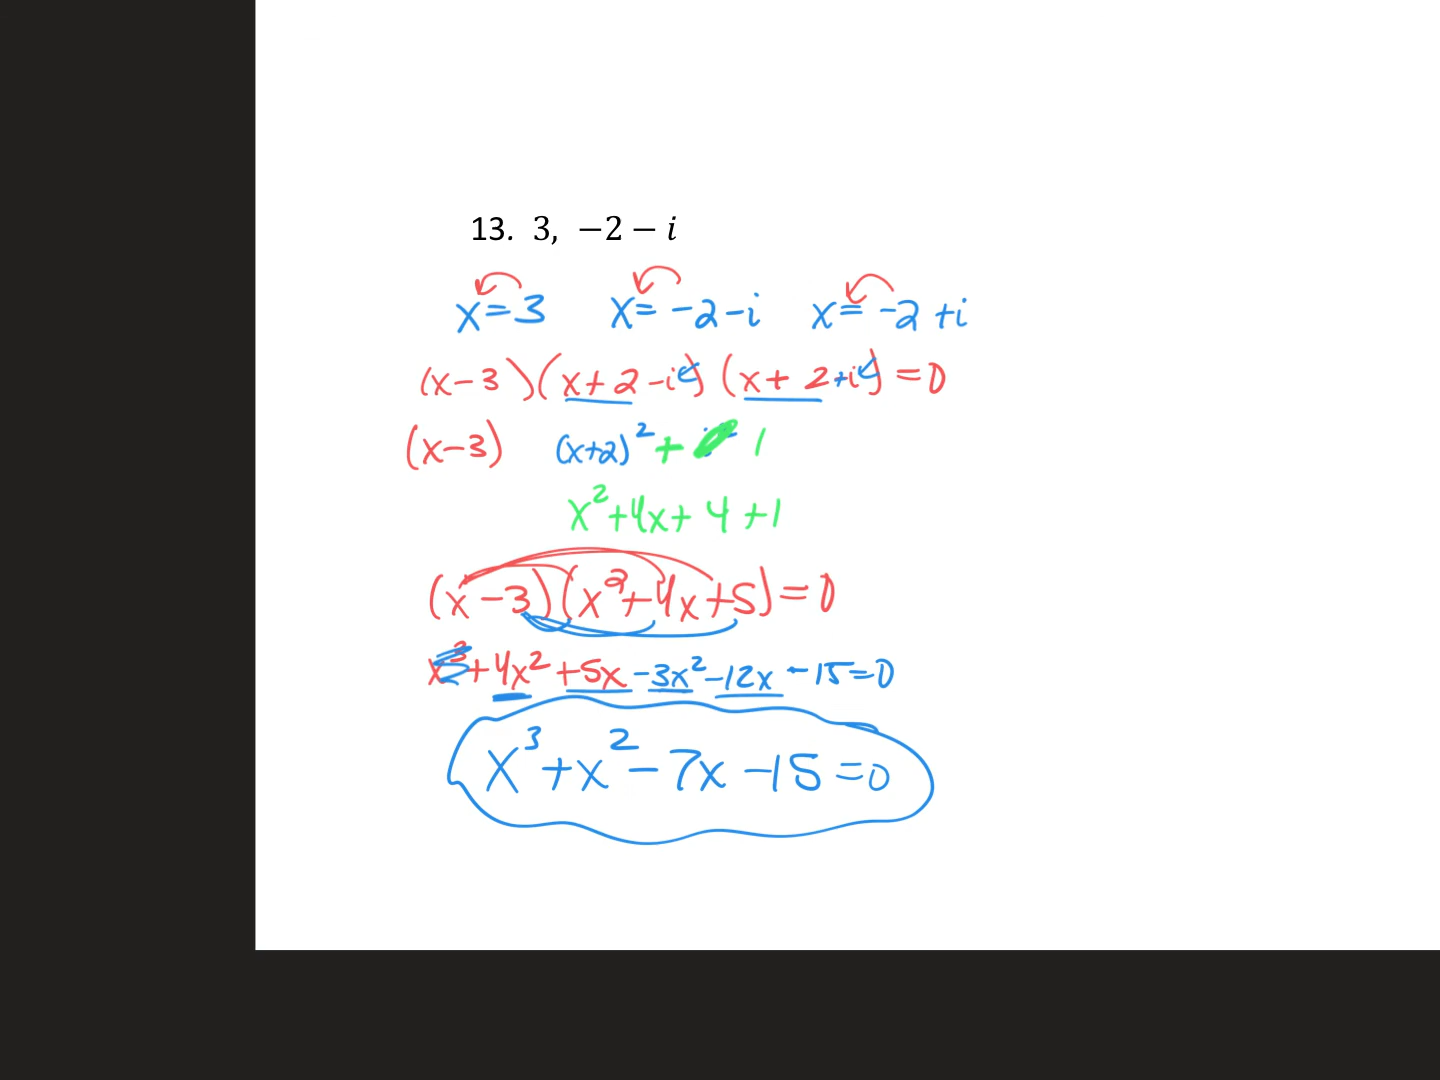 13. 3, −2 − i
x = 3 x = -2 - i x = -2 + i
(x - 3)(x + 2 - i)(x + 2 + i) = 0
(x - 3) (x+2)² + 1
x² + 4x + 4 + 1
(x - 3)(x² + 4x + 5) = 0
x³ + 4x² + 5x - 3x² - 12x - 15 = 0
x³ + x² - 7x - 15 = 0